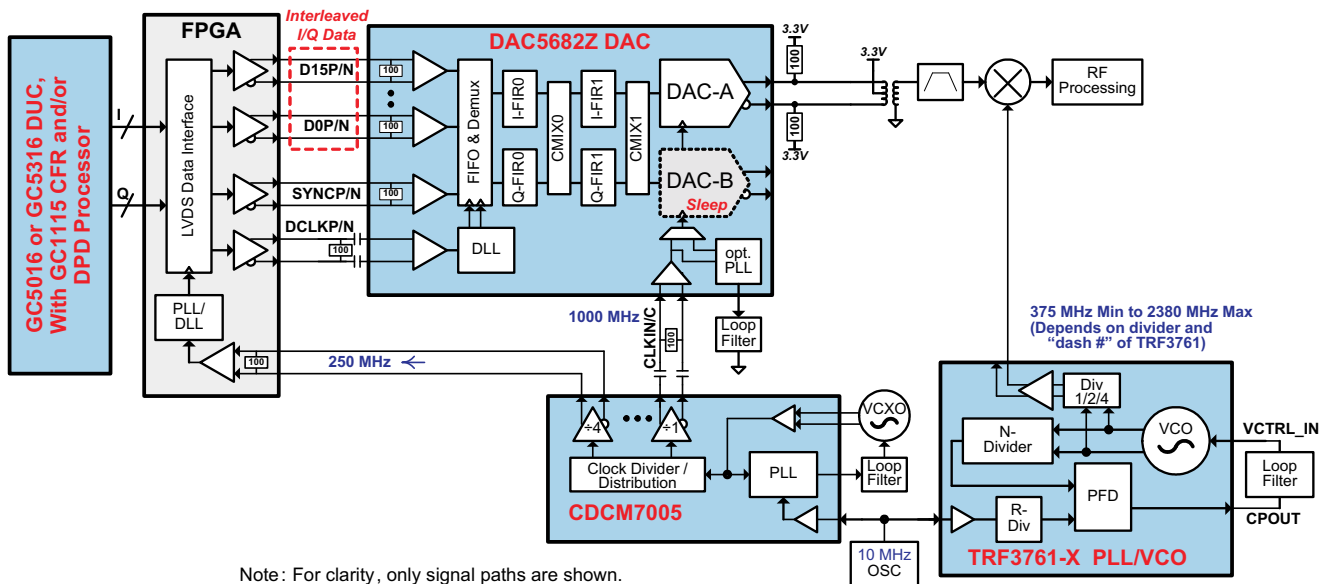 GC5016 or GC5316 DUC,
With GC1115 CFR and/or
DPD Processor
I
Q
FPGA
LVDS Data Interface
PLL/
DLL
100
Interleaved
I/Q Data
D15P/N
D0P/N
SYNCP/N
DCLKP/N
100
100
100
100
250 MHz
DAC5682Z DAC
FIFO & Demux
DLL
I-FIR0
Q-FIR0
CMIX0
I-FIR1
Q-FIR1
CMIX1
DAC-A
DAC-B
Sleep
opt.
PLL
Loop
Filter
3.3V
100
3.3V
100
3.3V
RF
Processing
1000 MHz
CLKIN/C
100
÷4
÷1
Clock Divider /
Distribution
PLL
VCXO
Loop
Filter
CDCM7005
10 MHz
OSC
375 MHz Min to 2380 MHz Max
(Depends on divider and
"dash #" of TRF3761)
Div
1/2/4
N-
Divider
VCO
PFD
R-
Div
VCTRL_IN
Loop
Filter
CPOUT
TRF3761-X PLL/VCO
Note: For clarity, only signal paths are shown.